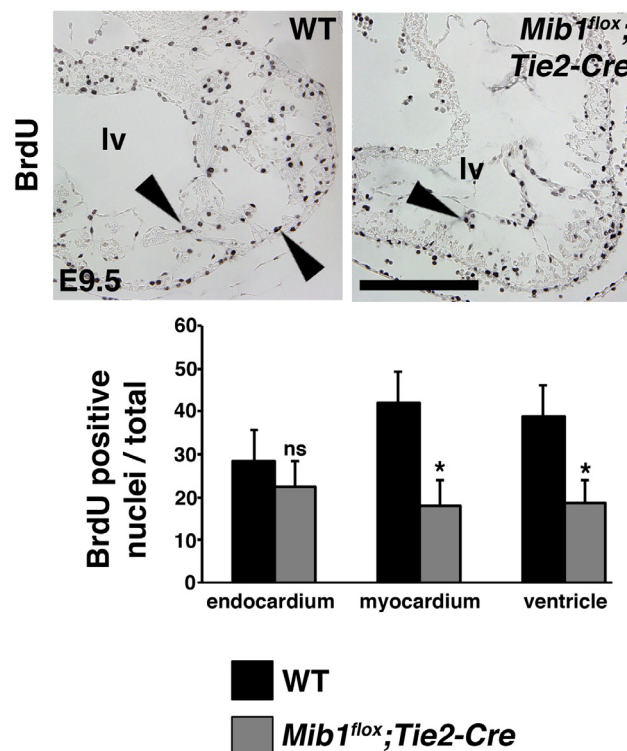 WT
Mib1flox;
Tie2-Cre
BrdU
lv
lv
E9.5
60
50
40
30
20
10
0
BrdU positive
nuclei / total
ns
*
*
endocardium myocardium ventricle
WT
Mib1flox;Tie2-Cre